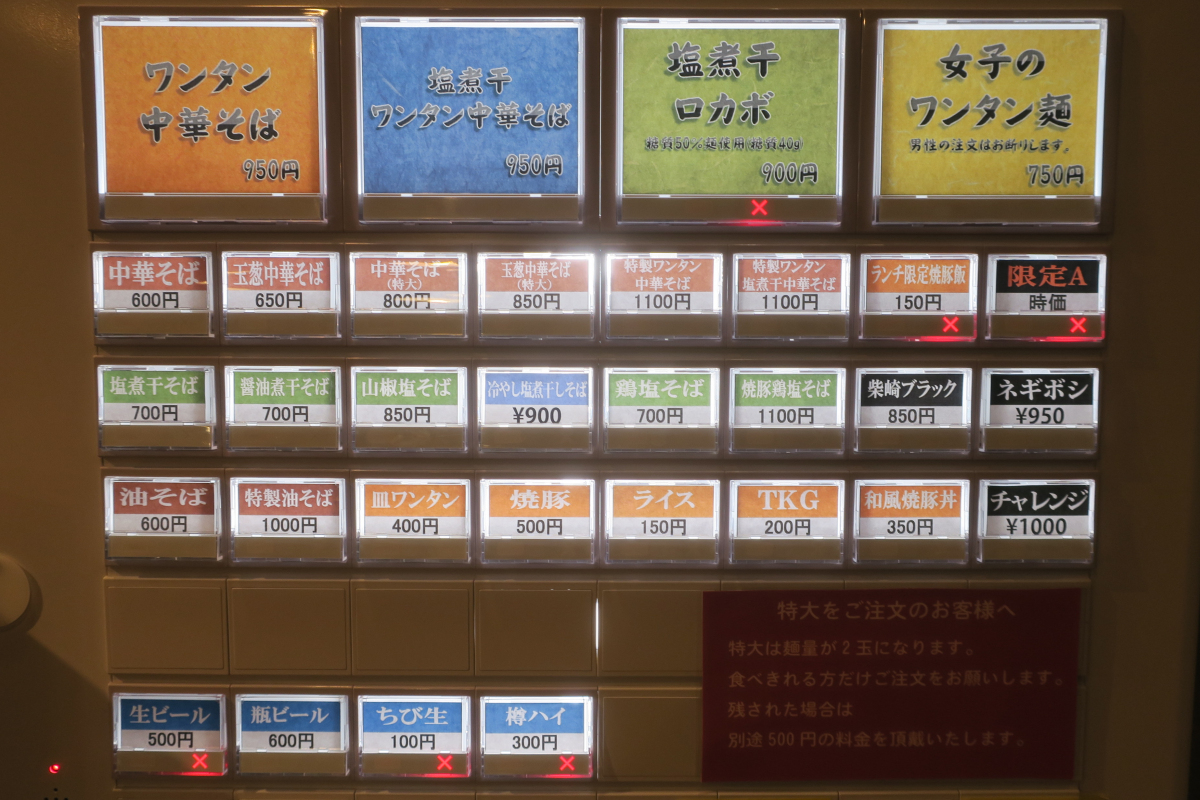 ワンタン
中華そば
950円
塩煮干
ワンタン中華そば
950円
塩煮干
ロカボ
糖質50%麺使用(糖質40g)
900円
女子の
ワンタン麺
男性の注文はお断りします。
750円
中華そば
600円
玉葱中華そば
650円
中華そば
(特大)
800円
玉葱中華そば
(特大)
850円
特製ワンタン
中華そば
1100円
特製ワンタン
塩煮干中華そば
1100円
ランチ限定焼豚飯
150円
限定A
時価
塩煮干そば
700円
醤油煮干そば
700円
山椒塩そば
850円
冷やし塩煮干しそば
¥900
鶏塩そば
700円
焼豚鶏塩そば
1100円
柴崎ブラック
850円
ネギボシ
¥950
油そば
600円
特製油そば
1000円
皿ワンタン
400円
焼豚
500円
ライス
150円
TKG
200円
和風焼豚丼
350円
チャレンジ
¥1000
特大をご注文のお客様へ
特大は麺量が2玉になります。
食べきれる方だけご注文をお願いします。
残された場合は
別途500円の料金を頂戴いたします。
生ビール
500円
瓶ビール
600円
ちび生
100円
樽ハイ
300円